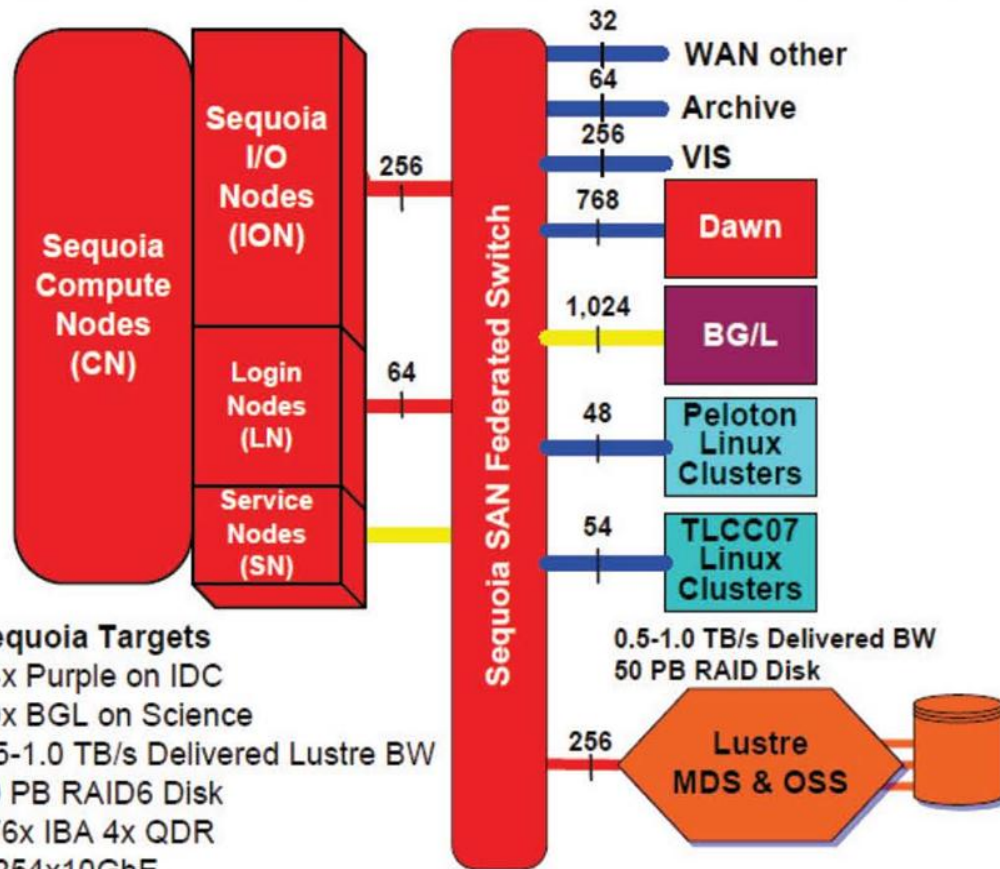 Sequoia
Compute
Nodes
(CN)
Sequoia
I/O
Nodes
(ION)
Login
Nodes
(LN)
Service
Nodes
(SN)
256
64
Sequoia SAN Federated Switch
32
WAN other
64
Archive
256
VIS
768
Dawn
1,024
BG/L
48
Peloton
Linux
Clusters
54
TLCC07
Linux
Clusters
0.5-1.0 TB/s Delivered BW
50 PB RAID Disk
256
Lustre
MDS & OSS
equoia Targets
x Purple on IDC
x BGL on Science
5-1.0 TB/s Delivered Lustre BW
PB RAID6 Disk
6x IBA 4x QDR
254x10GbE